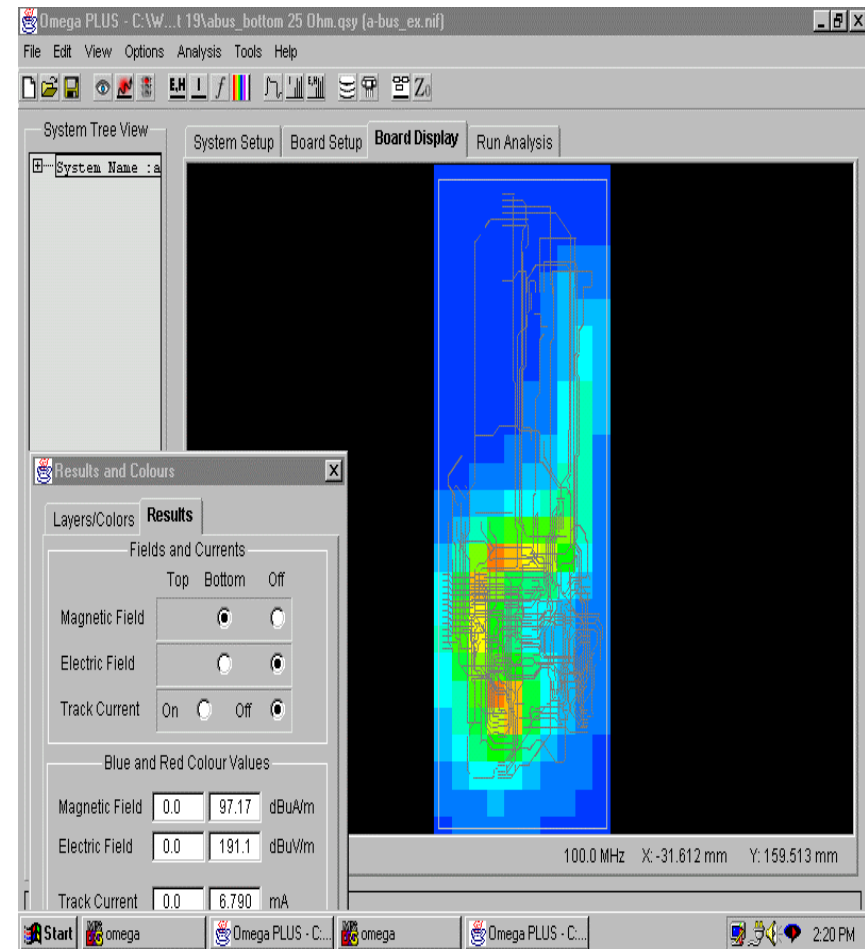 Omega PLUS - C:\W...t 19\abus_bottom 25 Ohm.qsy (a-bus_ex.nif)
File Edit View Options Analysis Tools Help
E,H I f Z₀
System Tree View
System Setup Board Setup Board Display Run Analysis
System Name :a
Results and Colours
Layers/Colors Results
Fields and Currents
Top Bottom Off
Magnetic Field
Electric Field
Track Current On Off
Blue and Red Colour Values
Magnetic Field 0.0 97.17 dBuA/m
Electric Field 0.0 191.1 dBuV/m
100.0 MHz X: -31.612 mm Y: 159.513 mm
Track Current 0.0 6.790 mA
Start omega Omega PLUS - C:... omega Omega PLUS - C:... 2:20 PM